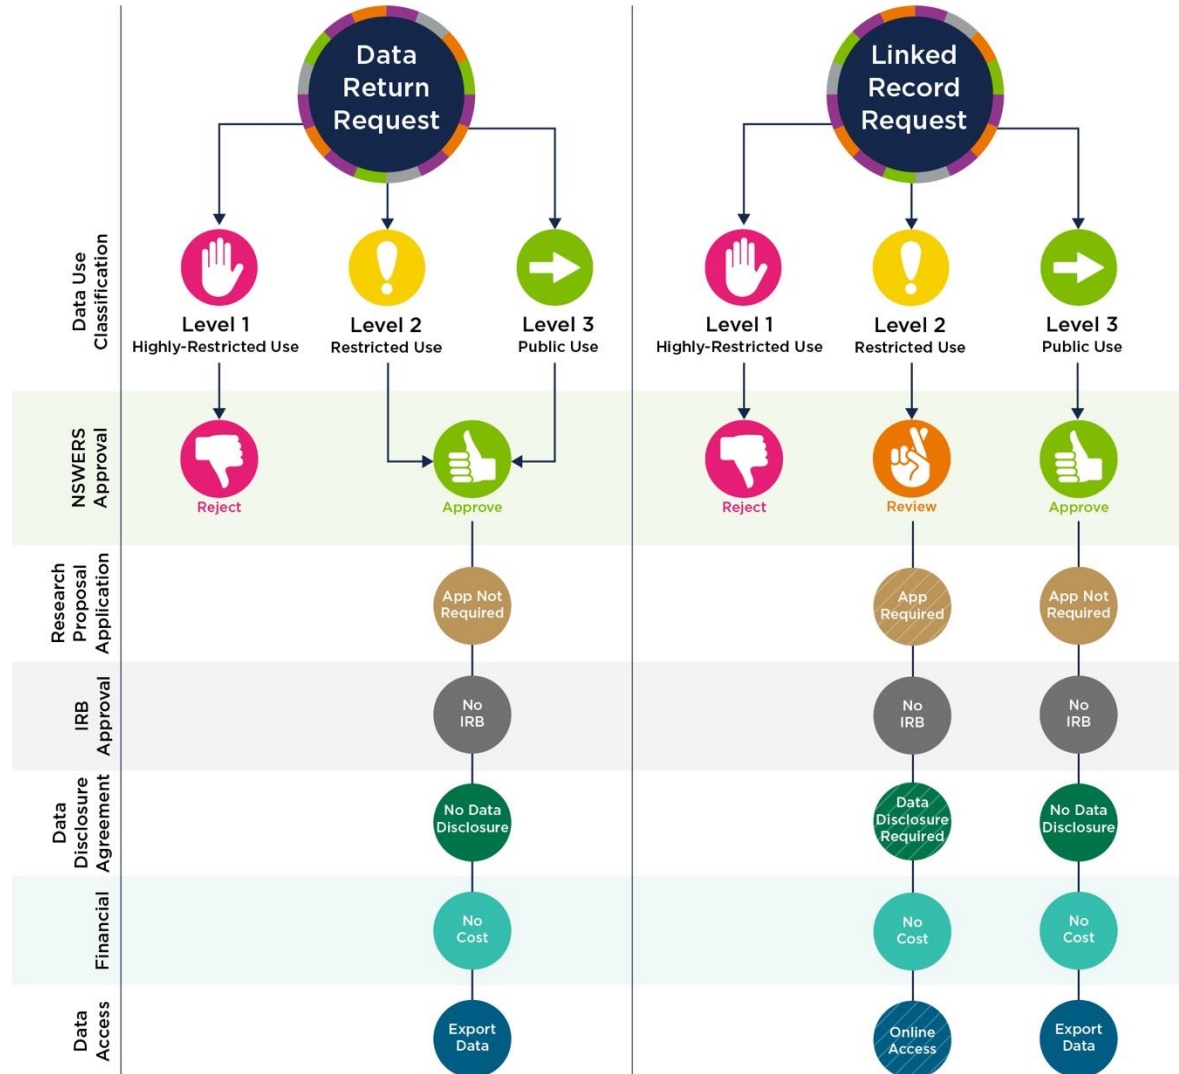 Data
Return
Request
Linked
Record
Request
Data Use
Classification
Level 1
Highly-Restricted Use
Level 2
Restricted Use
Level 3
Public Use
Level 1
Highly-Restricted Use
Level 2
Restricted Use
Level 3
Public Use
NSWERS
Approval
Reject
Approve
Reject
Review
Approve
Research
Proposal
Application
App Not
Required
App
Required
App Not
Required
IRB
Approval
No
IRB
No
IRB
No
IRB
Data
Disclosure
Agreement
No Data
Disclosure
Data
Disclosure
Required
No Data
Disclosure
Financial
No
Cost
No
Cost
No
Cost
Data
Access
Export
Data
Online
Access
Export
Data